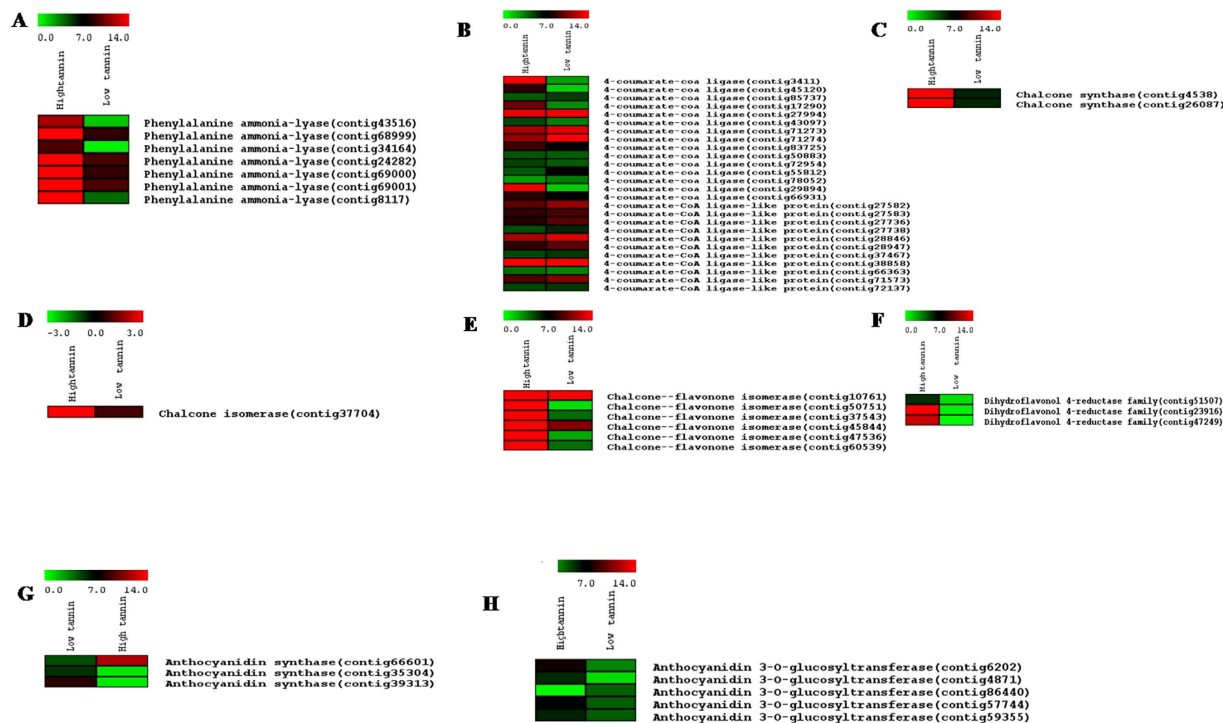 A
0.0 7.0 14.0
Hightannin
Low tannin
Phenylalanine ammonia-lyase(contig43516)
Phenylalanine ammonia-lyase(contig68999)
Phenylalanine ammonia-lyase(contig34164)
Phenylalanine ammonia-lyase(contig24282)
Phenylalanine ammonia-lyase(contig69000)
Phenylalanine ammonia-lyase(contig69001)
Phenylalanine ammonia-lyase(contig8117)
B
0.0 7.0 14.0
Hightannin
Low tannin
4-coumarate-coa ligase(contig3411)
4-coumarate-coa ligase(contig45120)
4-coumarate-coa ligase(contig85737)
4-coumarate-coa ligase(contig17290)
4-coumarate-coa ligase(contig27994)
4-coumarate-coa ligase(contig43097)
4-coumarate-coa ligase(contig71273)
4-coumarate-coa ligase(contig71274)
4-coumarate-coa ligase(contig83725)
4-coumarate-coa ligase(contig50883)
4-coumarate-coa ligase(contig72954)
4-coumarate-coa ligase(contig55812)
4-coumarate-coa ligase(contig78052)
4-coumarate-coa ligase(contig29894)
4-coumarate-coa ligase(contig66931)
4-coumarate-CoA ligase-like protein(contig27582)
4-coumarate-CoA ligase-like protein(contig27583)
4-coumarate-CoA ligase-like protein(contig27736)
4-coumarate-CoA ligase-like protein(contig27738)
4-coumarate-CoA ligase-like protein(contig28846)
4-coumarate-CoA ligase-like protein(contig28947)
4-coumarate-CoA ligase-like protein(contig37467)
4-coumarate-CoA ligase-like protein(contig38858)
4-coumarate-CoA ligase-like protein(contig66363)
4-coumarate-CoA ligase-like protein(contig71573)
4-coumarate-CoA ligase-like protein(contig72137)
C
0.0 7.0 14.0
Hightannin
Low tannin
Chalcone synthase(contig4538)
Chalcone synthase(contig26087)
D
-3.0 0.0 3.0
Hightannin
Low tannin
Chalcone isomerase(contig37704)
E
0.0 7.0 14.0
Hightannin
Low tannin
Chalcone--flavonone isomerase(contig10761)
Chalcone--flavonone isomerase(contig50751)
Chalcone--flavonone isomerase(contig37543)
Chalcone--flavonone isomerase(contig45844)
Chalcone--flavonone isomerase(contig47536)
Chalcone--flavonone isomerase(contig60539)
F
0.0 7.0 14.0
Hightannin
Low tannin
Dihydroflavonol 4-reductase family(contig51507)
Dihydroflavonol 4-reductase family(contig23916)
Dihydroflavonol 4-reductase family(contig47249)
G
0.0 7.0 14.0
Low tannin
High tannin
Anthocyanidin synthase(contig66601)
Anthocyanidin synthase(contig35304)
Anthocyanidin synthase(contig39313)
H
7.0 14.0
Hightannin
Low tannin
Anthocyanidin 3-O-glucosyltransferase(contig6202)
Anthocyanidin 3-O-glucosyltransferase(contig4871)
Anthocyanidin 3-O-glucosyltransferase(contig86440)
Anthocyanidin 3-O-glucosyltransferase(contig57744)
Anthocyanidin 3-O-glucosyltransferase(contig59355)